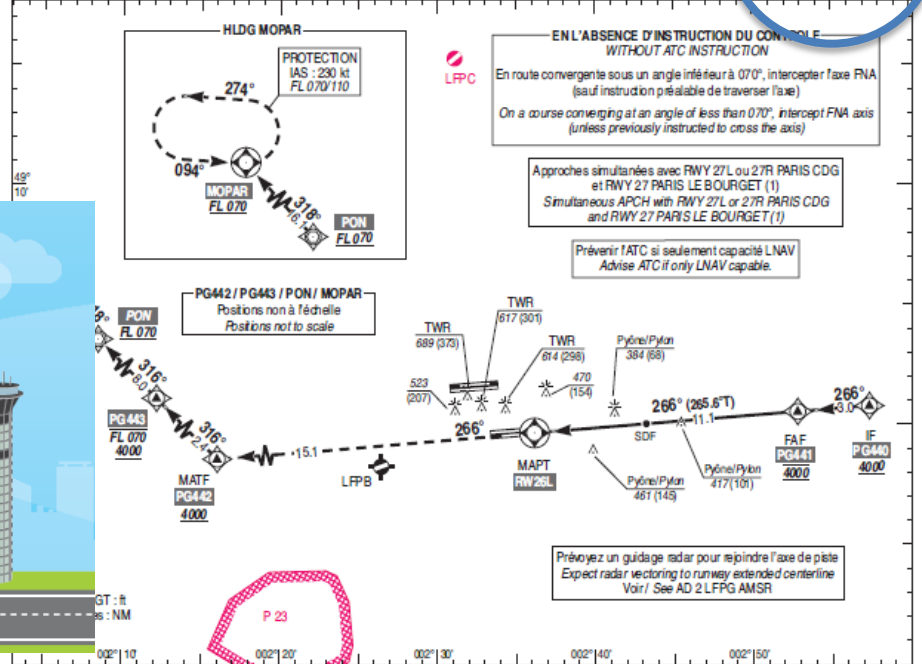 HLDG MOPAR
PROTECTION
IAS : 230 kt
FL 070/110
274°
094°
MOPAR
FL 070
318°
16.1
PON
FL 070
LFPC
EN L'ABSENCE D'INSTRUCTION DU CONTROLE
WITHOUT ATC INSTRUCTION
En route convergente sous un angle inférieur à 070°, intercepter l'axe FNA
(sauf instruction préalable de traverser l'axe)
On a course converging at an angle of less than 070°, intercept FNA axis
(unless previously instructed to cross the axis)
Approches simultanées avec RWY 27L ou 27R PARIS CDG
et RWY 27 PARIS LE BOURGET (1)
Simultaneous APCH with RWY 27L or 27R PARIS CDG
and RWY 27 PARIS LE BOURGET (1)
Prévenir l'ATC si seulement capacité LNAV
Advise ATC if only LNAV capable.
49°
10'
PG442 / PG443 / PON / MOPAR
Positions non à l'échelle
Positions not to scale
8°
PON
FL 070
8.0
316°
PG443
FL 070
4000
2.4
316°
MATF
PG442
4000
15.1
LFPB
266°
TWR
689 (373)
617 (301)
TWR
614 (298)
523
(207)
470
(154)
Pyône/Pylon
384 (68)
MAPT
RW26L
266° (265.6°T)
11.1
SDF
Pyône/Pylon
461 (145)
Pyône/Pylon
417 (101)
FAF
PG441
4000
266°
3.0
IF
PG440
4000
Prévoyez un guidage radar pour rejoindre l'axe de piste
Expect radar vectoring to runway extended centerline
Voir / See AD 2 LFPG AMSR
GT : ft
es : NM
P 23
002°10
002°20
002°30
002°40
002°50